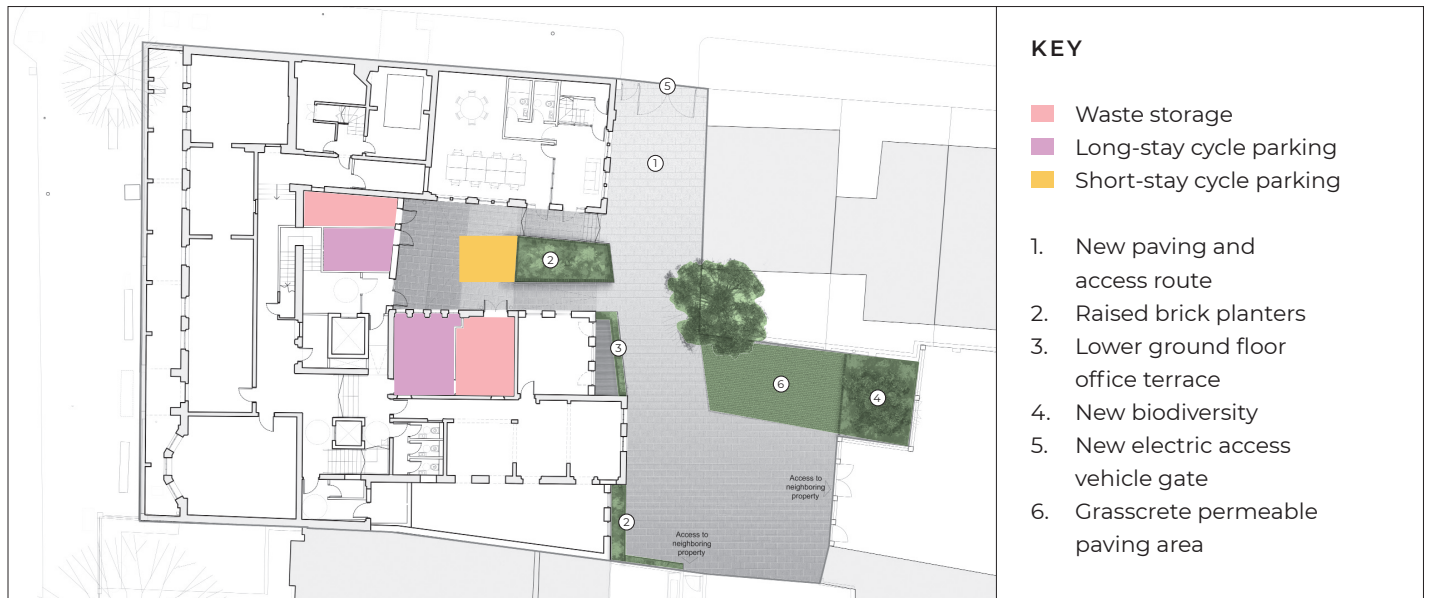 5
1
2
3
6
4
2
Access to
neighboring
property
Access to
neighboring
property
KEY
Waste storage
Long-stay cycle parking
Short-stay cycle parking
1. New paving and
access route
2. Raised brick planters
3. Lower ground floor
office terrace
4. New biodiversity
5. New electric access
vehicle gate
6. Grasscrete permeable
paving area